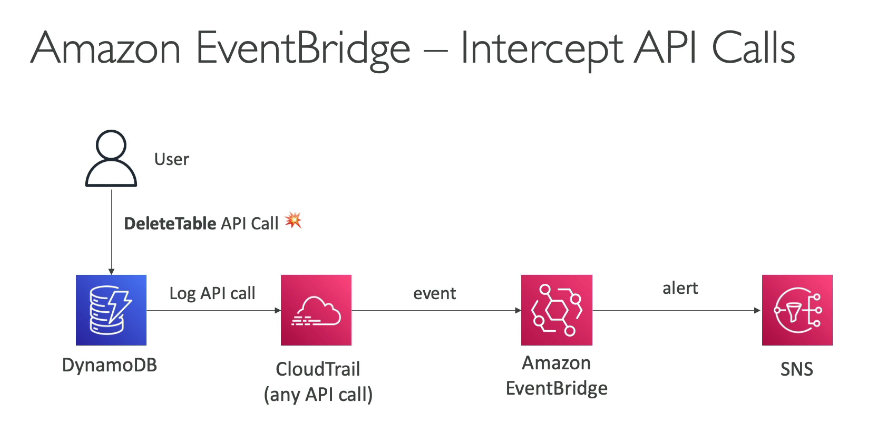 Amazon EventBridge – Intercept API Calls
User
DeleteTable API Call 💥
Log API call
event
alert
DynamoDB
CloudTrail
(any API call)
Amazon
EventBridge
SNS